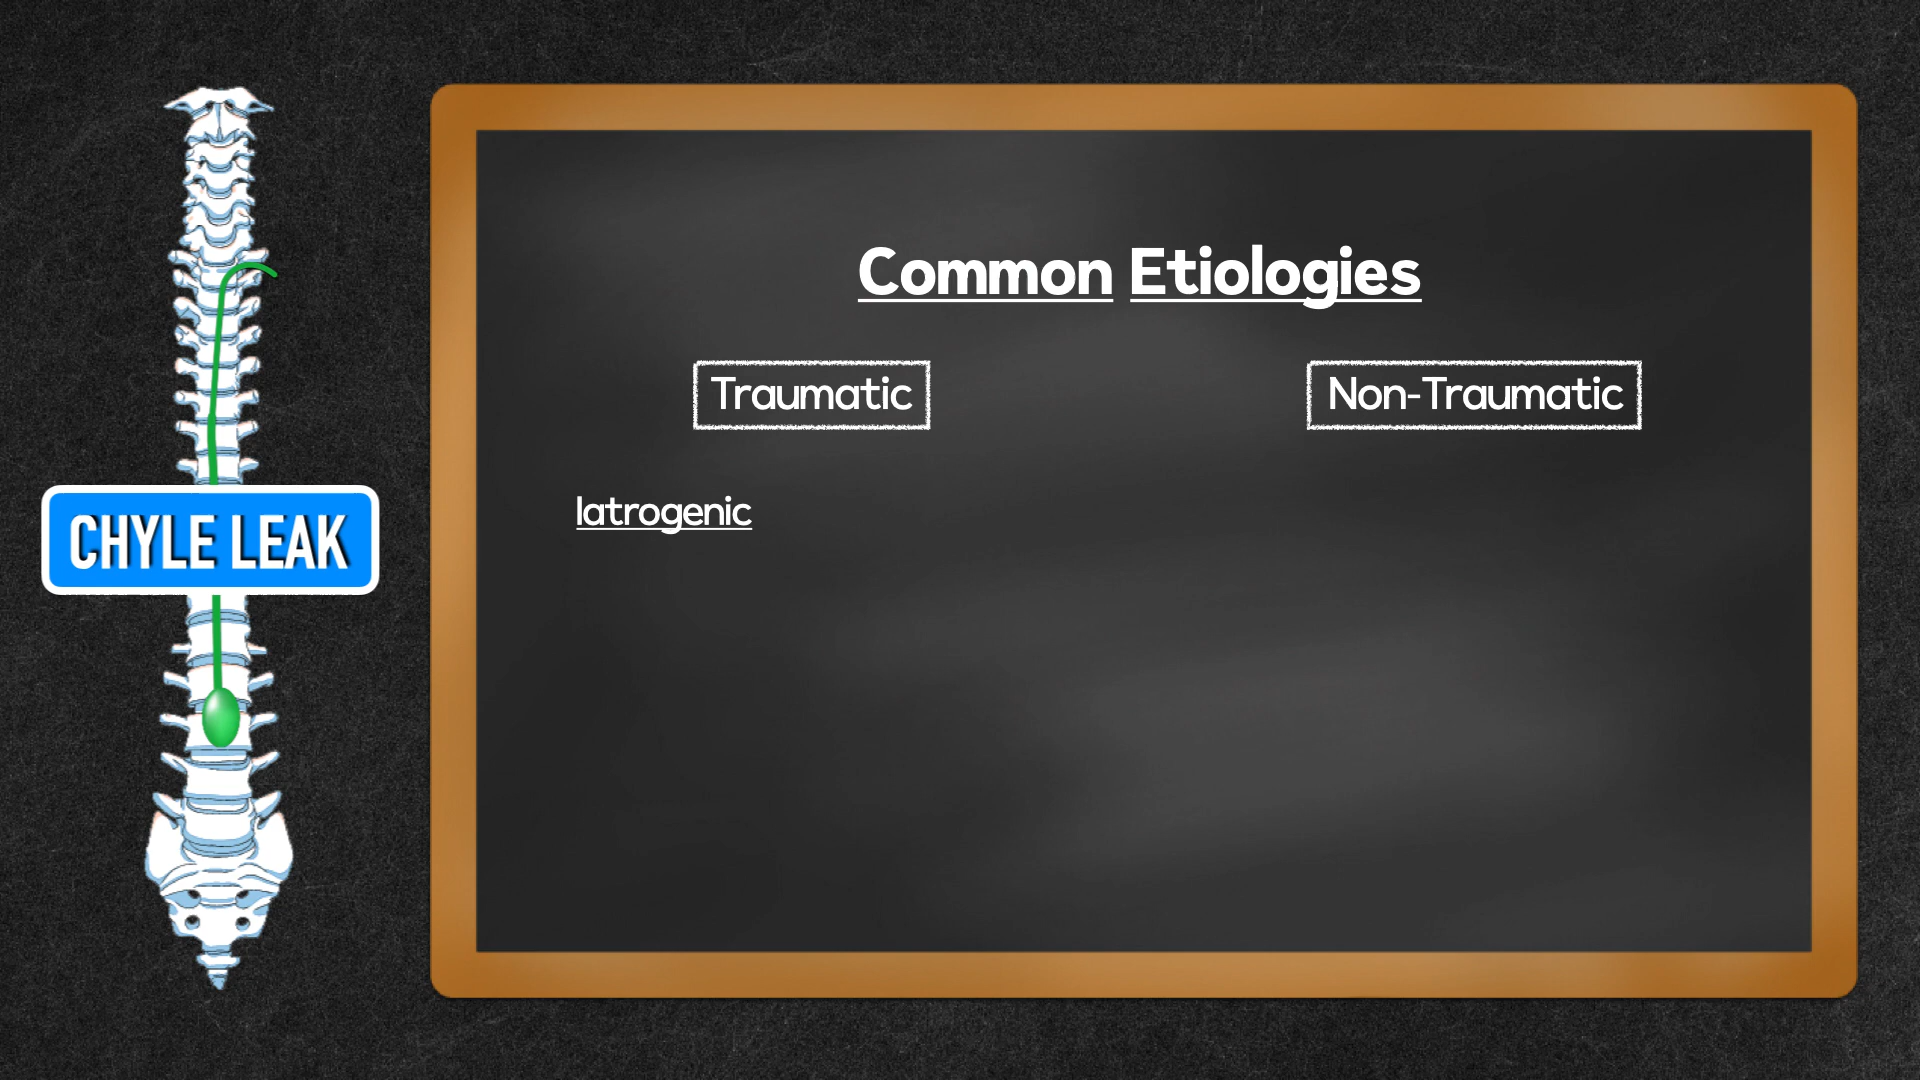 Common Etiologies
Traumatic
Non-Traumatic
Iatrogenic
CHYLE LEAK